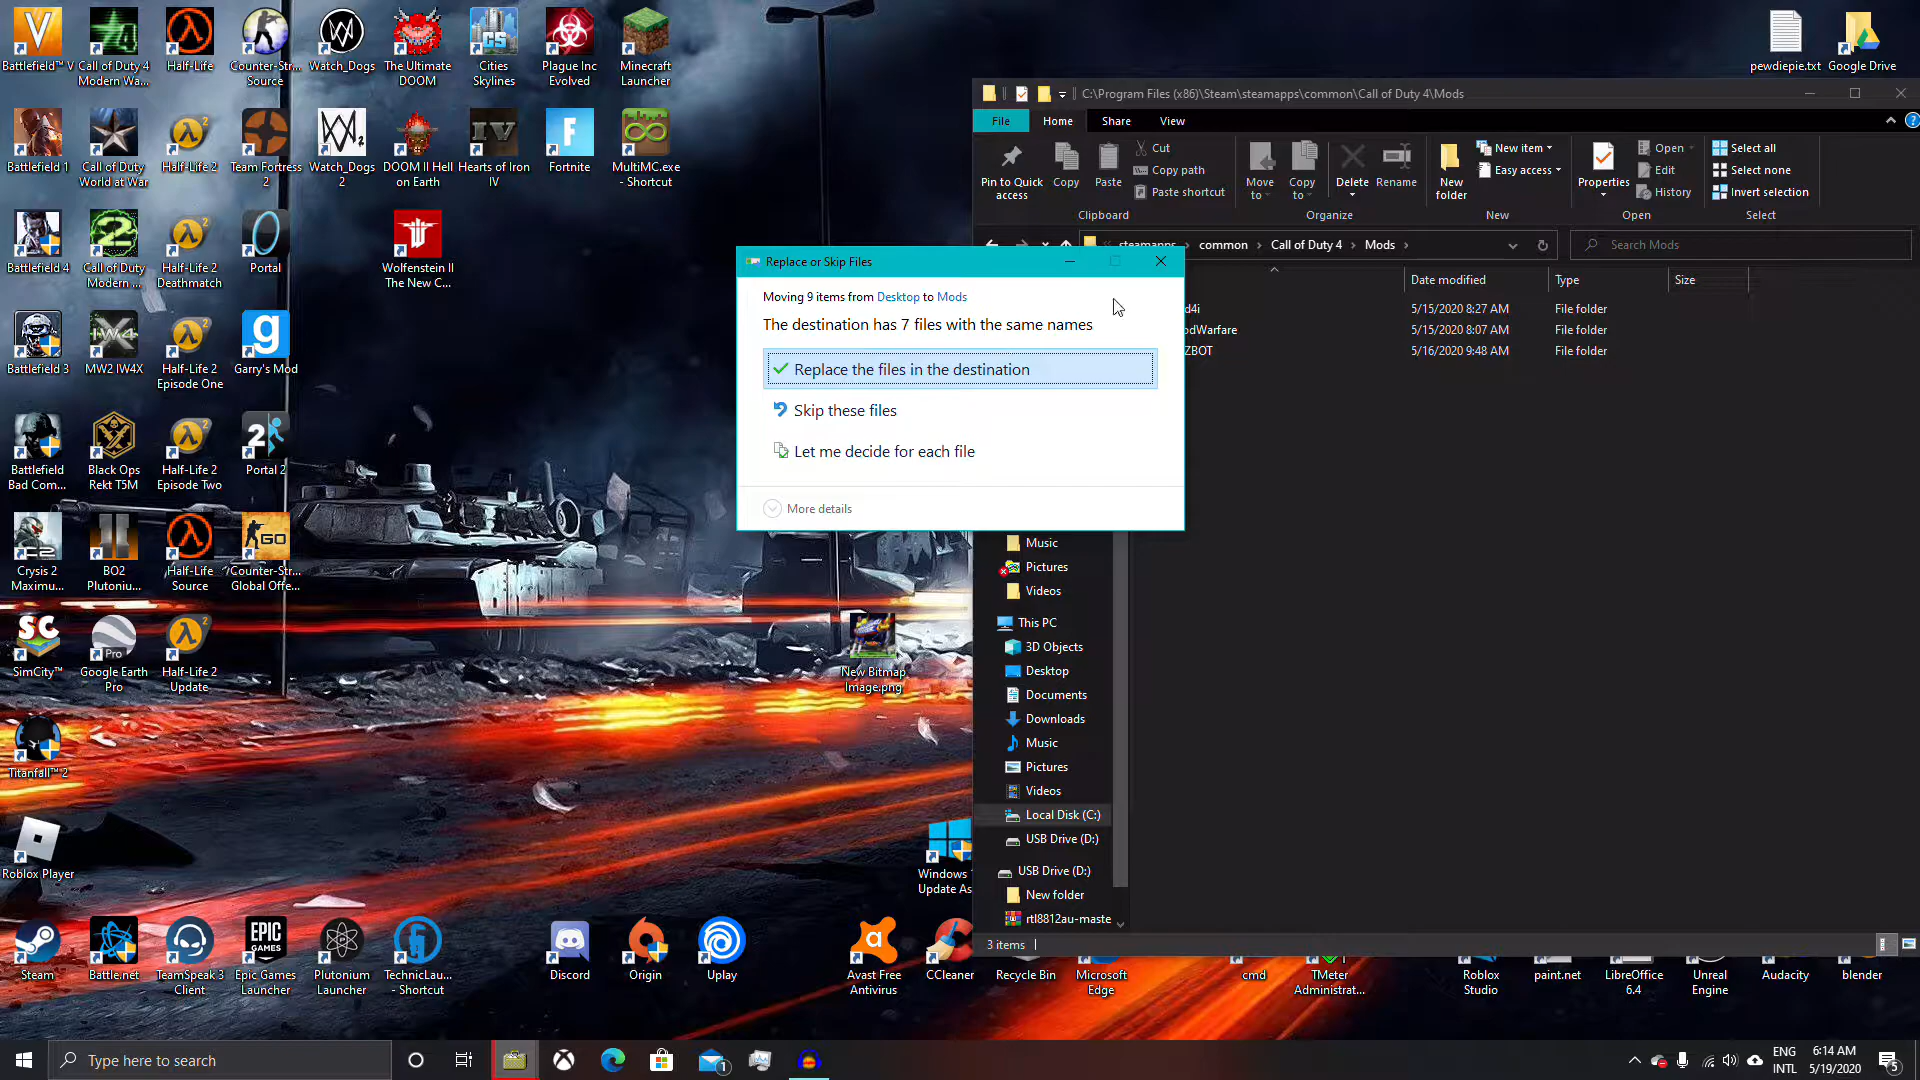 Battlefield™ V
Call of Duty 4
Modern Wa...
Half-Life
Counter-Str...
Source
Watch_Dogs
The Ultimate
DOOM
Cities
Skylines
Plague Inc
Evolved
Minecraft
Launcher
pewdiepie.txt
Google Drive
Battlefield 1
Call of Duty
World at War
Half-Life 2
Team Fortress
2
Watch_Dogs
2
DOOM II Hell
on Earth
Hearts of Iron
IV
Fortnite
MultiMC.exe
- Shortcut
Battlefield 4
Call of Duty
Modern ...
Half-Life 2
Deathmatch
Portal
Wolfenstein II
The New C...
Battlefield 3
MW2 IW4X
Half-Life 2
Episode One
Garry's Mod
Battlefield
Bad Com...
Black Ops
Rekt T5M
Half-Life 2
Episode Two
Portal 2
Crysis 2
Maximu...
BO2
Plutoniu...
Half-Life
Source
Counter-Str...
Global Offe...
SimCity™
Google Earth
Pro
Half-Life 2
Update
New Bitmap
Image.png
Titanfall™ 2
Roblox Player
Windows
Update As
Steam
Battle.net
TeamSpeak 3
Client
Epic Games
Launcher
Plutonium
Launcher
TechnicLau...
- Shortcut
Discord
Origin
Uplay
Avast Free
Antivirus
CCleaner
Recycle Bin
Microsoft
Edge
cmd
TMeter
Administrat...
Roblox
Studio
paint.net
LibreOffice
6.4
Unreal
Engine
Audacity
blender
C:\Program Files (x86)\Steam\steamapps\common\Call of Duty 4\Mods
File
Home
Share
View
Pin to Quick
access
Copy
Paste
Cut
Copy path
Paste shortcut
Clipboard
Move
to
Copy
to
Delete
Rename
Organize
New
folder
New item
Easy access
New
Properties
Open
Edit
History
Open
Select all
Select none
Invert selection
Select
steamapps
common
Call of Duty 4
Mods
Search Mods
Date modified
Type
Size
d4i
5/15/2020 8:27 AM
File folder
odWarfare
5/15/2020 8:07 AM
File folder
ZBOT
5/16/2020 9:48 AM
File folder
Replace or Skip Files
Moving 9 items from Desktop to Mods
The destination has 7 files with the same names
Replace the files in the destination
Skip these files
Let me decide for each file
More details
Music
Pictures
Videos
This PC
3D Objects
Desktop
Documents
Downloads
Music
Pictures
Videos
Local Disk (C:)
USB Drive (D:)
USB Drive (D:)
New folder
rtl8812au-maste
3 items
Type here to search
ENG
INTL
6:14 AM
5/19/2020